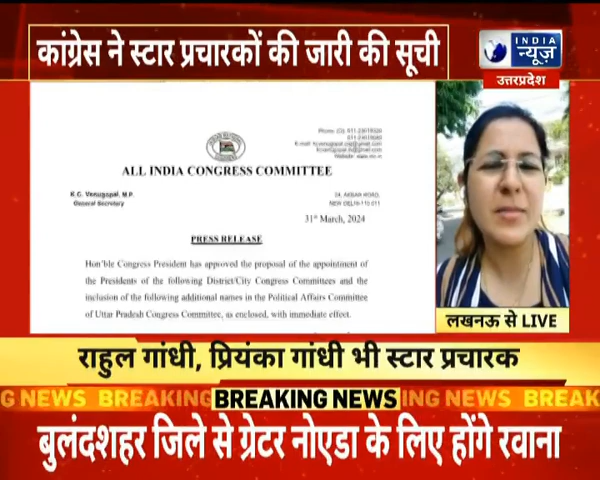 कांग्रेस ने स्टार प्रचारकों की जारी की सूची
INDIA
न्यूज़
उत्तरप्रदेश
ALL INDIA CONGRESS COMMITTEE
K.C. Venugopal, M.P.
General Secretary
24, AKBAR ROAD,
NEW DELHI-110 011
31st March, 2024
PRESS RELEASE
Hon'ble Congress President has approved the proposal of the appointment of
the Presidents of the following District/City Congress Committees and the
inclusion of the following additional names in the Political Affairs Committee
of Uttar Pradesh Congress Committee, as enclosed, with immediate effect.
लखनऊ से LIVE
राहुल गांधी, प्रियंका गांधी भी स्टार प्रचारक
NG NEWS BREAKING BREAKING NEWS ING NEWS BREAK
बुलंदशहर जिले से ग्रेटर नोएडा के लिए होंगे रवाना